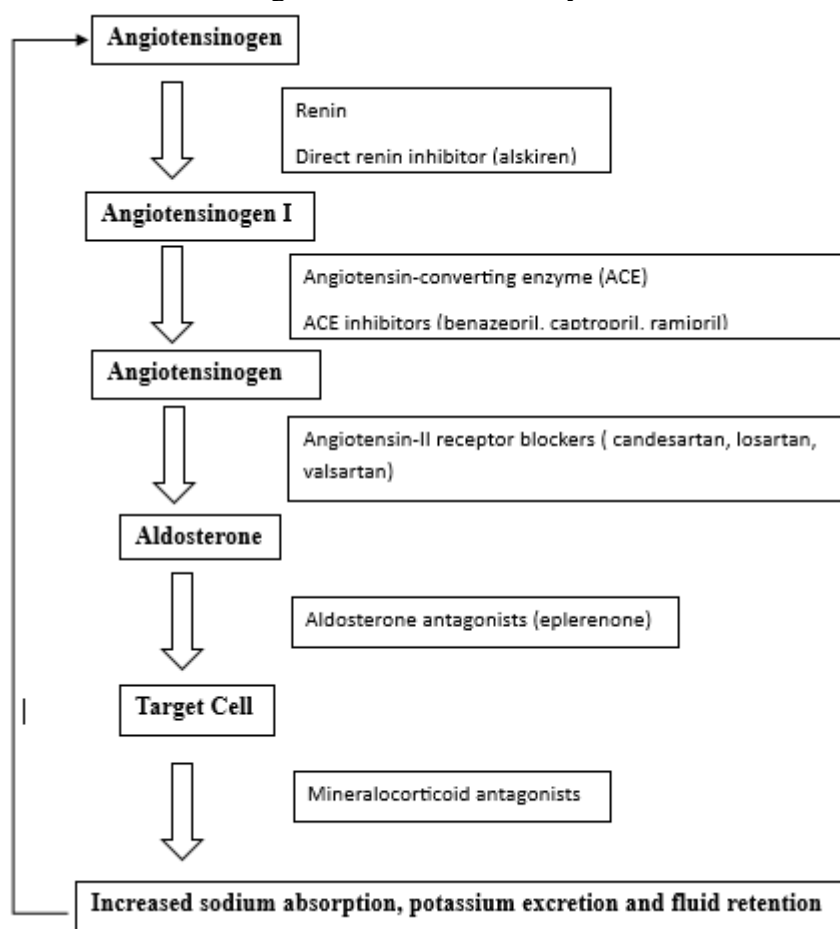 Angiotensinogen
Renin
Direct renin inhibitor (alskiren)
Angiotensinogen I
Angiotensin-converting enzyme (ACE)
ACE inhibitors (benazepril, captropril, ramipril)
Angiotensinogen
Angiotensin-II receptor blockers ( candesartan, losartan,
valsartan)
Aldosterone
Aldosterone antagonists (eplerenone)
Target Cell
Mineralocorticoid antagonists
Increased sodium absorption, potassium excretion and fluid retention